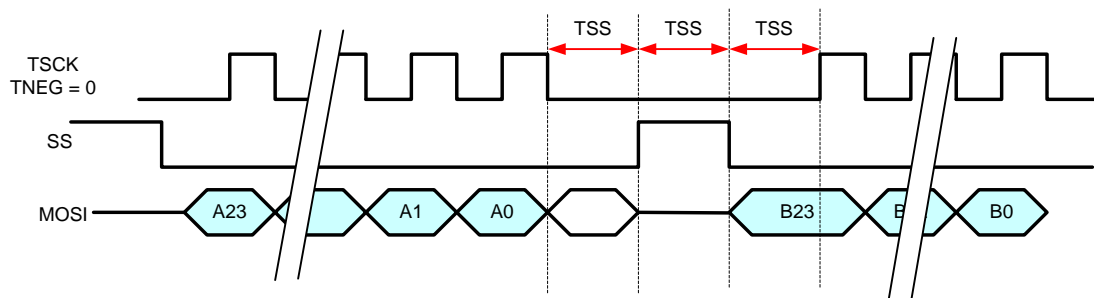 TSS TSS TSS
TSCK
TNEG = 0
SS
MOSI A23 A1 A0 B23 B B0